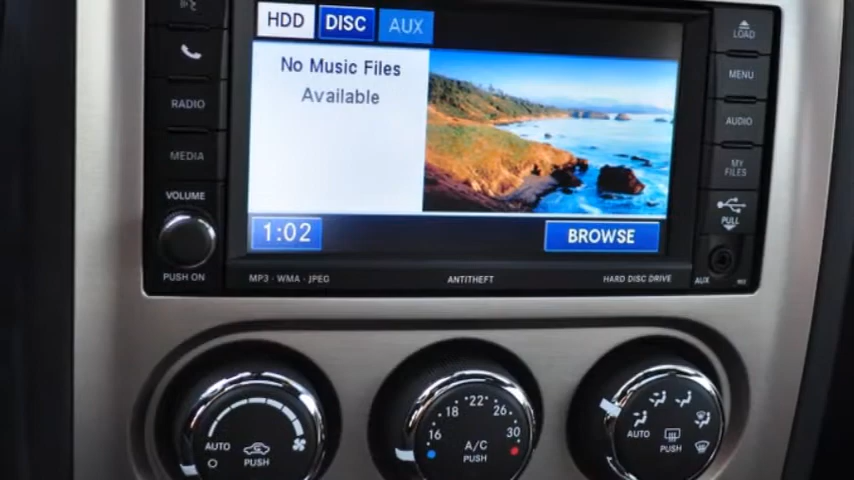 HDD DISC AUX
LOAD
No Music Files
Available
MENU
RADIO
AUDIO
MEDIA
MY
FILES
VOLUME
PULL
1:02
BROWSE
PUSH ON
MP3 · WMA · JPEG
ANTITHEFT
HARD DISC DRIVE
AUX
16 18 22 26 30
AUTO
PUSH
A/C
PUSH
AUTO
PUSH